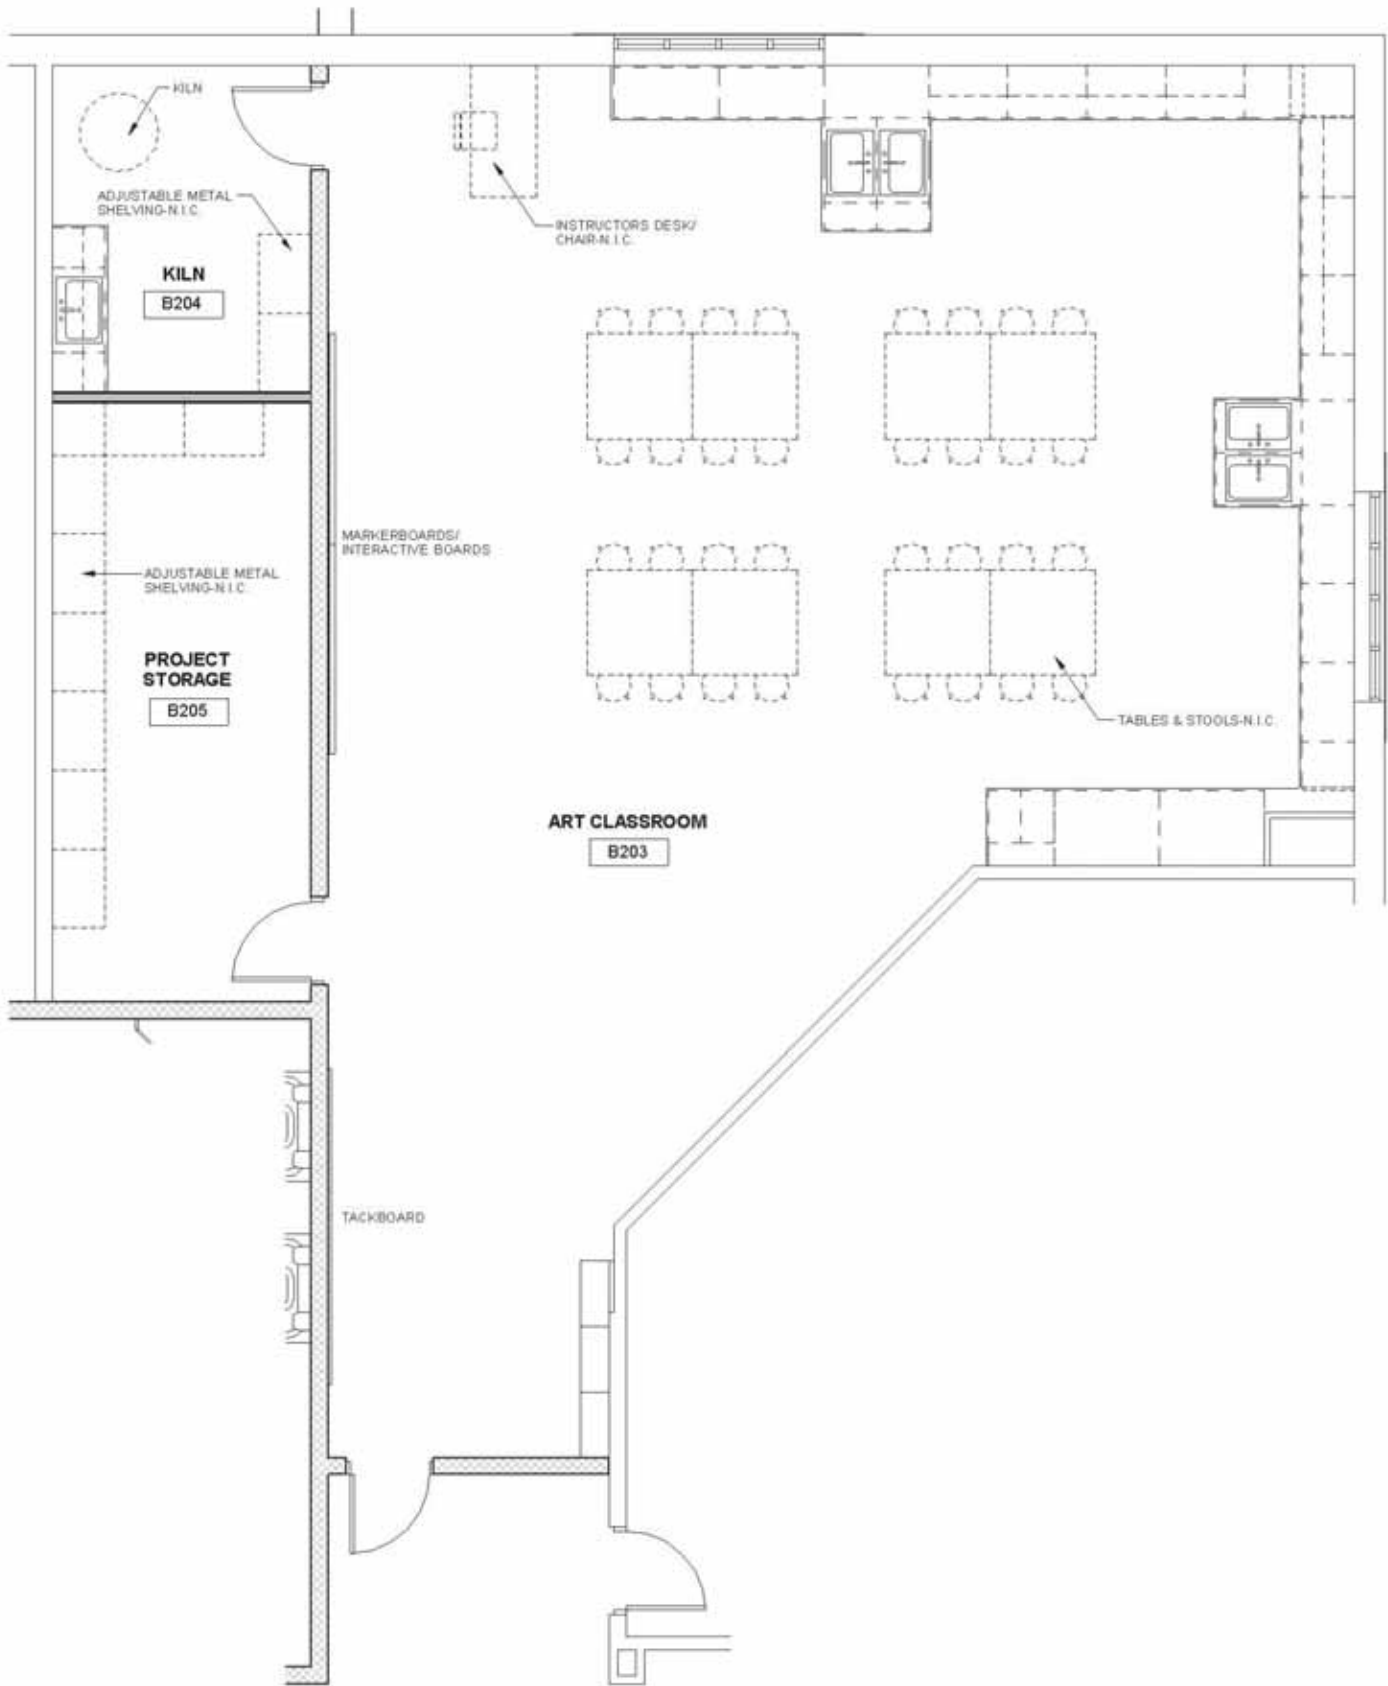 KILN
ADJUSTABLE METAL
SHELVING-N.I.C.
INSTRUCTORS DESK/
CHAIR-N.I.C.
KILN
B204
MARKERBOARDS/
INTERACTIVE BOARDS
ADJUSTABLE METAL
SHELVING-N.I.C.
PROJECT
STORAGE
B205
TABLES & STOOLS-N.I.C.
ART CLASSROOM
B203
TACKBOARD